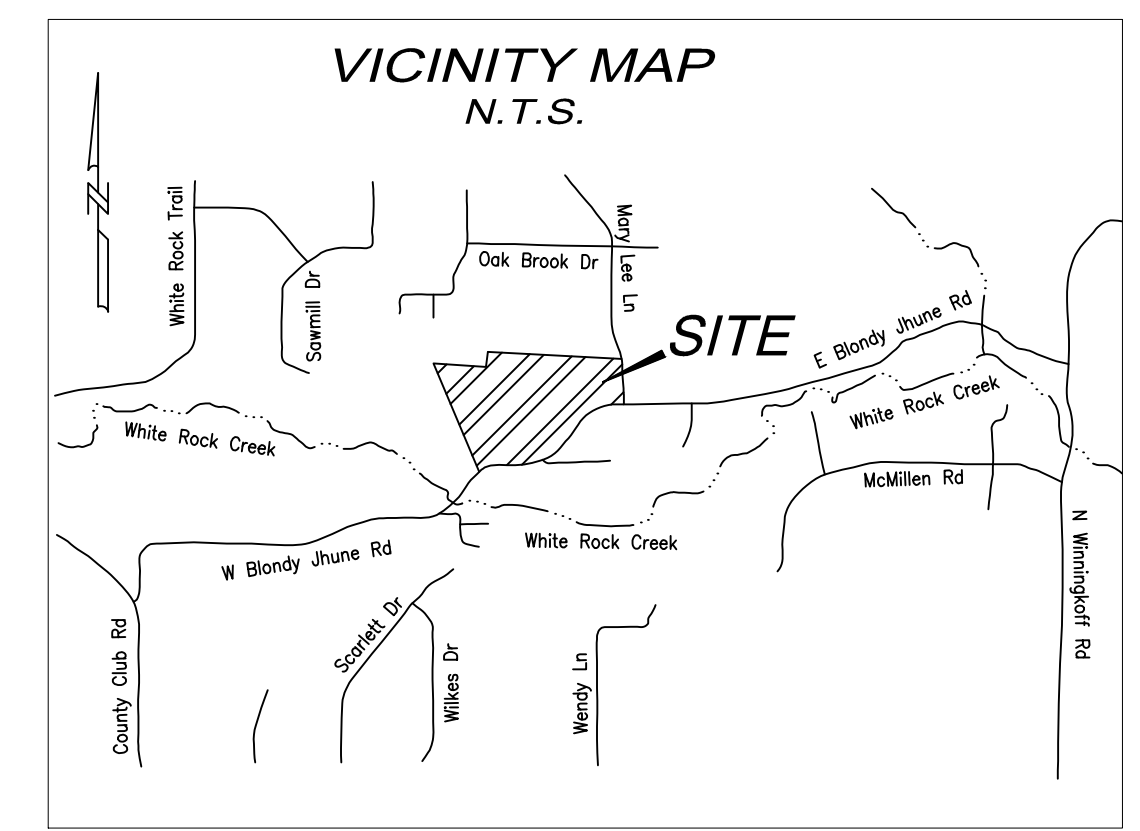 VICINITY MAP
N.T.S.
N
White Rock Trail
Sawmill Dr
Oak Brook Dr
Mary Lee Ln
SITE
E Blondy Jhune Rd
White Rock Creek
White Rock Creek
McMillen Rd
White Rock Creek
W Blondy Jhune Rd
N Winningkoff Rd
County Club Rd
Scarlett Dr
Wilkes Dr
Wendy Ln